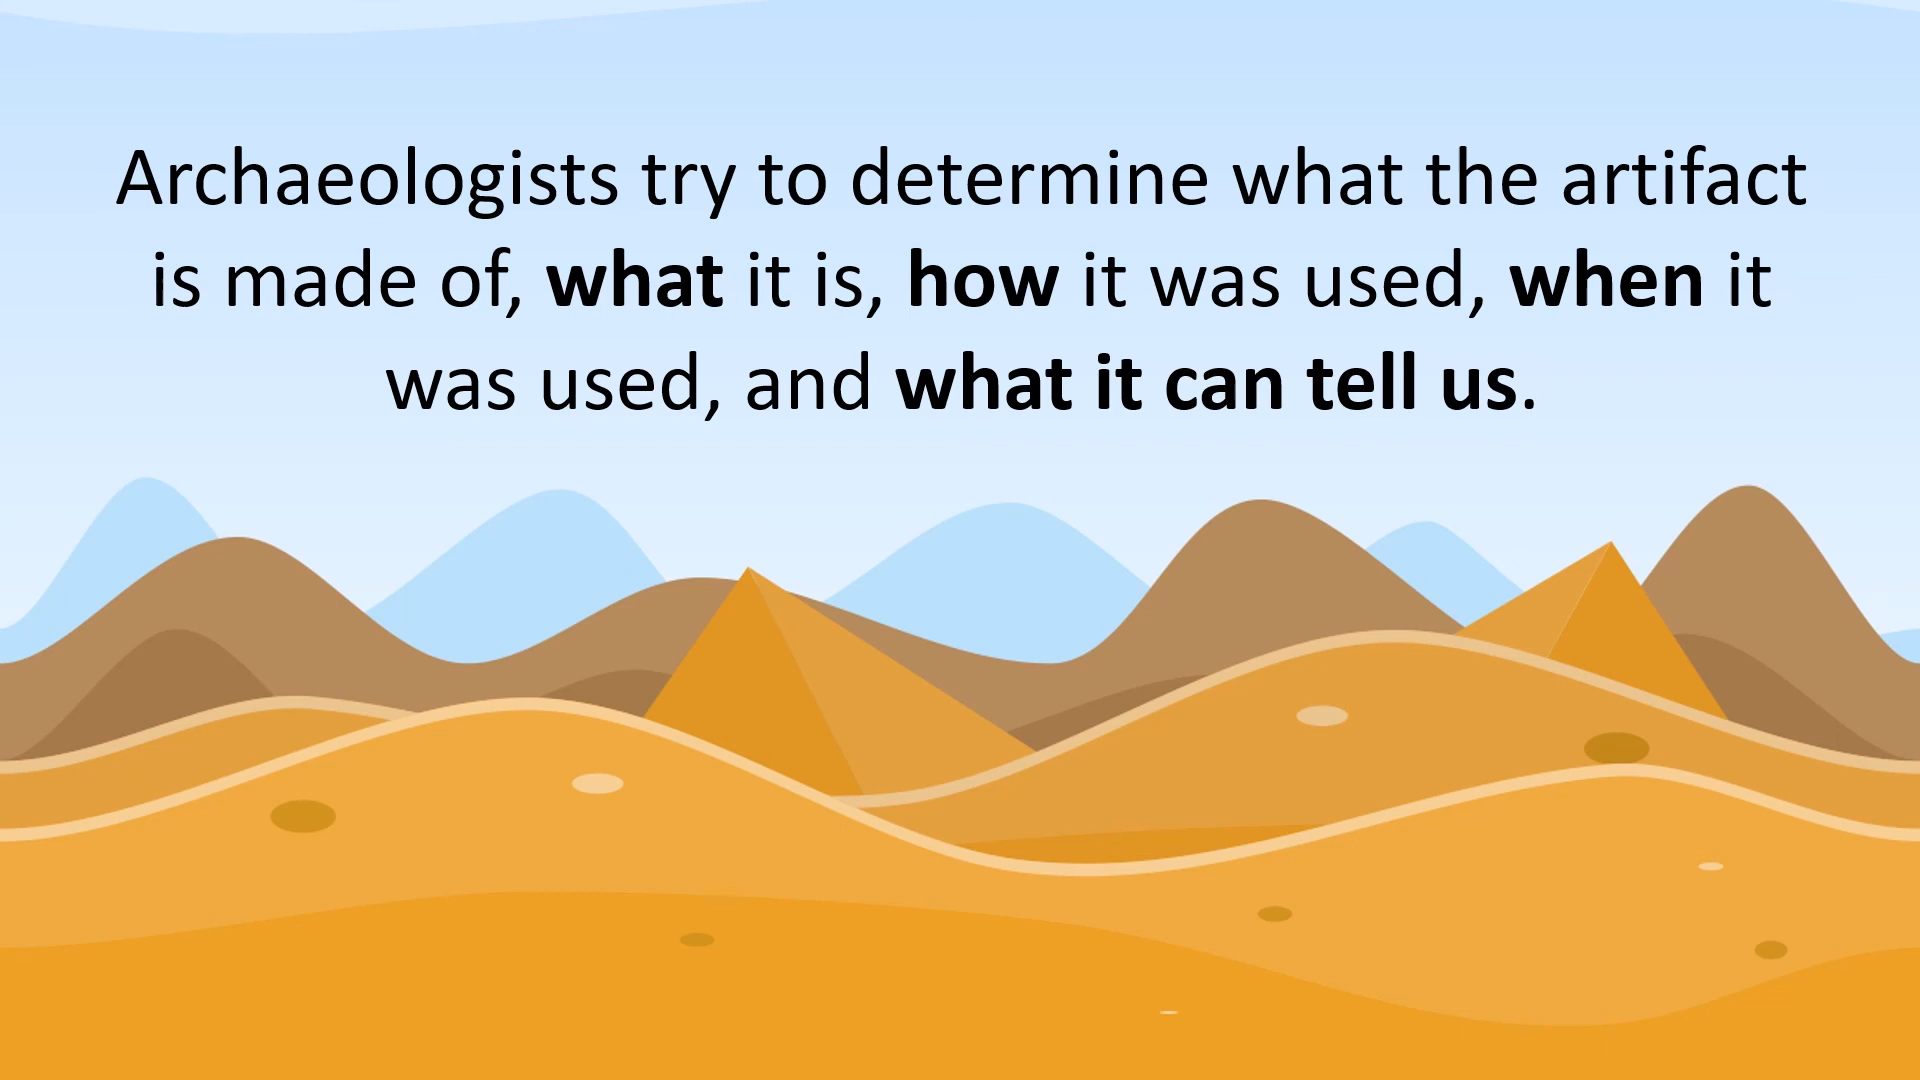 Archaeologists try to determine what the artifact
is made of, what it is, how it was used, when it
was used, and what it can tell us.